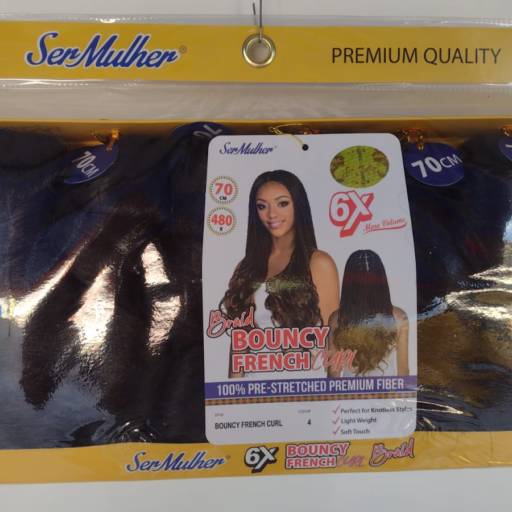 SerMulher®
PREMIUM QUALITY
70CM
70
SerMulher®
70CM
70
CM
480
6X
More Volume
Braid
BOUNCY
FRENCH Curl
100% PRE-STRETCHED PREMIUM FIBER
BOUNCY FRENCH CURL
4
✓ Perfect for Knotless Styles
✓ Light Weight
✓ Soft Touch
SerMulher®
6X
BOUNCY
FRENCH Curl
Braid